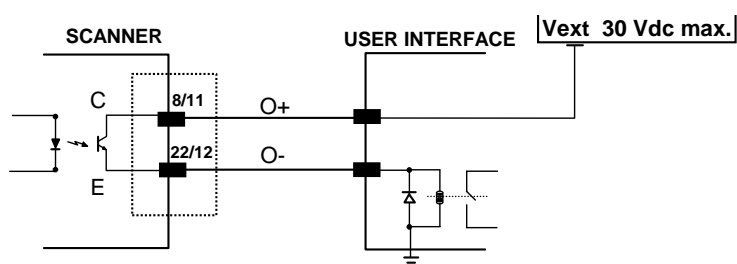 Vext 30 Vdc max.
SCANNER
USER INTERFACE
C
8/11
O+
22/12
O-
E